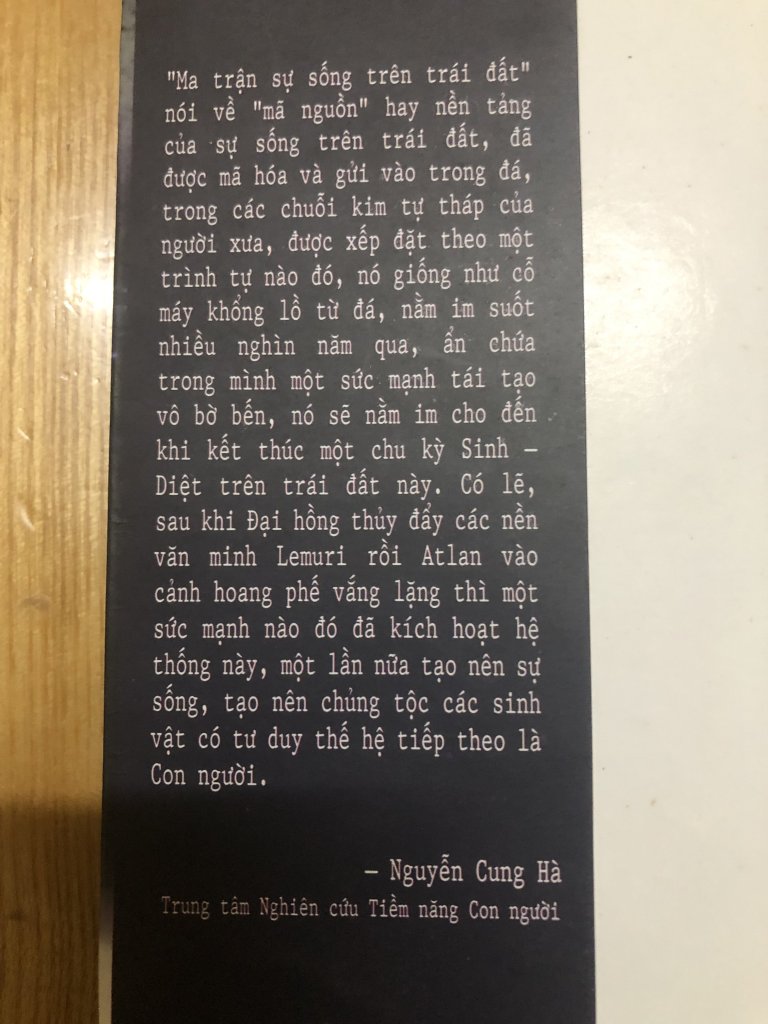 "Ma trận sự sống trên trái đất"
nói về "mã nguồn" hay nền tảng
của sự sống trên trái đất, đã
được mã hóa và gửi vào trong đá,
trong các chuỗi kim tự tháp của
người xưa, được xếp đặt theo một
trình tự nào đó, nó giống như cỗ
máy khổng lồ từ đá, nằm im suốt
nhiều nghìn năm qua, ẩn chứa
trong mình một sức mạnh tái tạo
vô bờ bến, nó sẽ nằm im cho đến
khi kết thúc một chu kỳ Sinh –
Diệt trên trái đất này. Có lẽ,
sau khi Đại hồng thủy đẩy các nền
văn minh Lemuri rồi Atlan vào
cảnh hoang phế vắng lặng thì một
sức mạnh nào đó đã kích hoạt hệ
thống này, một lần nữa tạo nên sự
sống, tạo nên chủng tộc các sinh
vật có tư duy thế hệ tiếp theo là
Con người.
– Nguyễn Cung Hà
Trung tâm Nghiên cứu Tiềm năng Con người